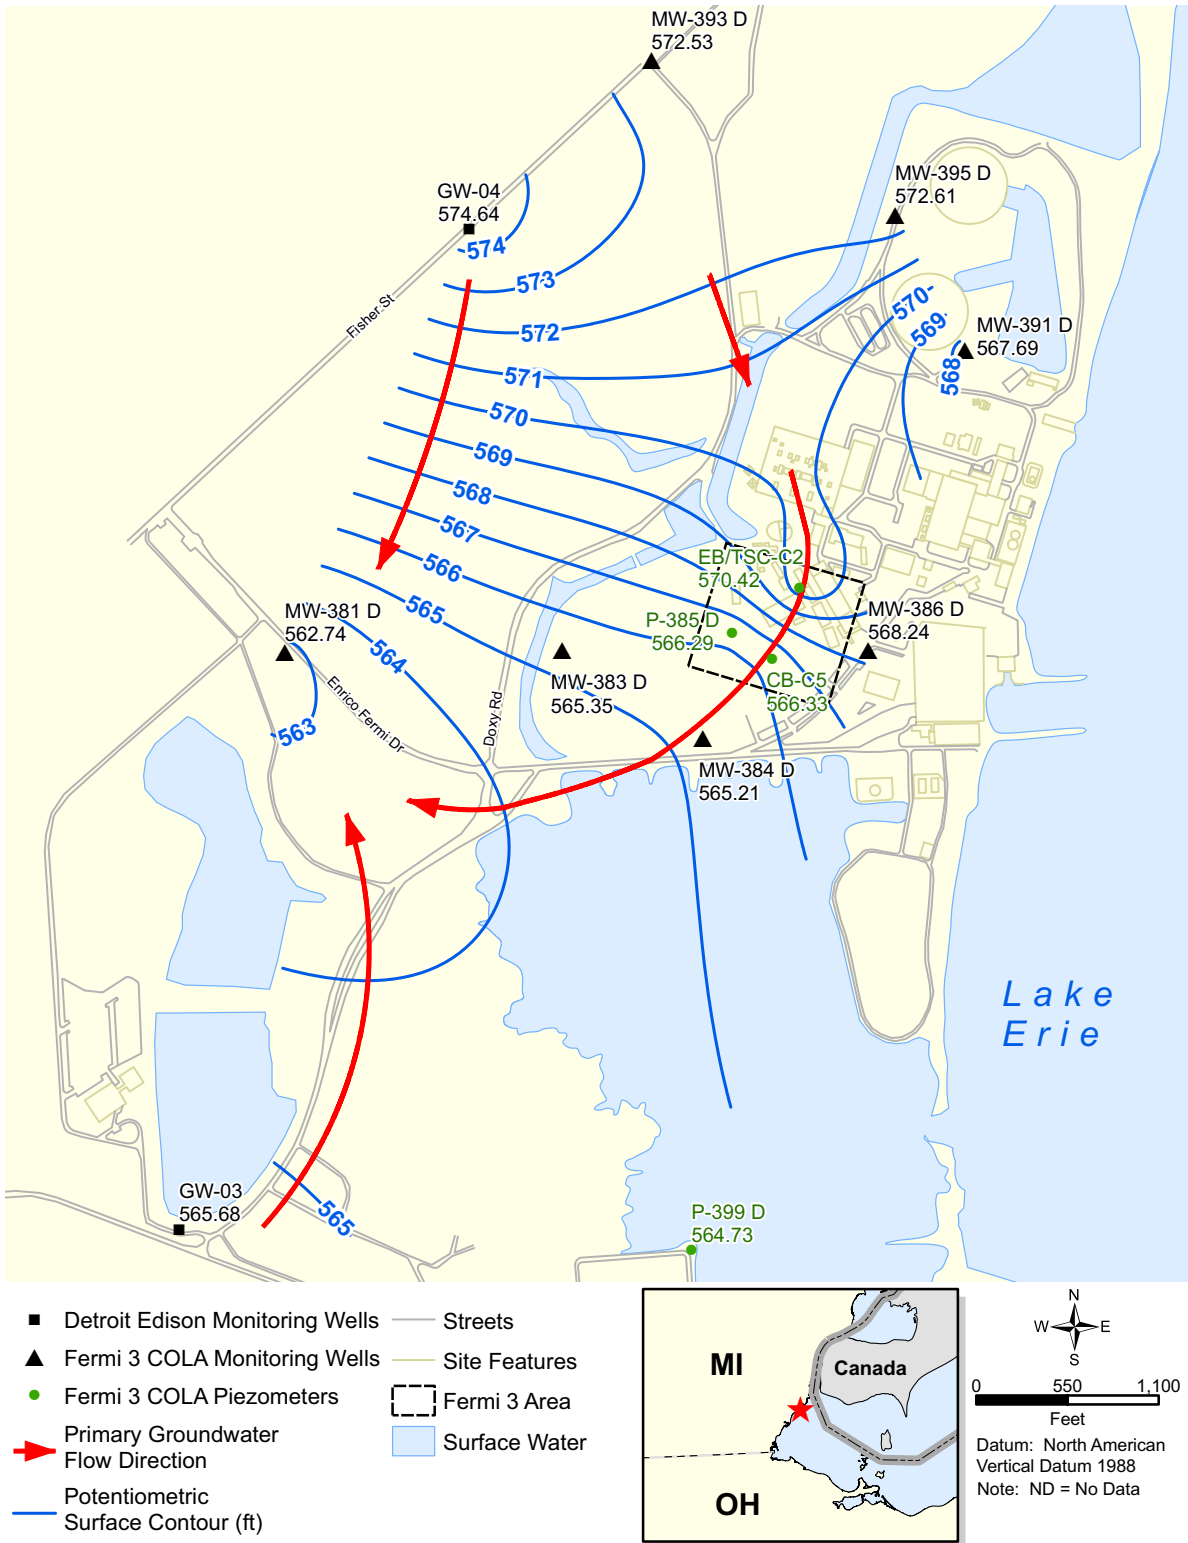 MW-393 D
572.53
MW-395 D
572.61
GW-04
574.64
574
573
572
571
570
569
568
567
566
565
564
563
570
569
568
MW-391 D
567.69
Fisher St
EB/TSC-C2
570.42
P-385 D
566.29
MW-386 D
568.24
CB-C5
566.33
MW-381 D
562.74
MW-383 D
565.35
MW-384 D
565.21
Enrico Fermi Dr
Doxy Rd
Lake
Erie
GW-03
565.68
565
P-399 D
564.73
Detroit Edison Monitoring Wells
Fermi 3 COLA Monitoring Wells
Fermi 3 COLA Piezometers
Primary Groundwater
Flow Direction
Potentiometric
Surface Contour (ft)
Streets
Site Features
Fermi 3 Area
Surface Water
MI
Canada
OH
N
W E
S
0 550 1,100
Feet
Datum: North American
Vertical Datum 1988
Note: ND = No Data